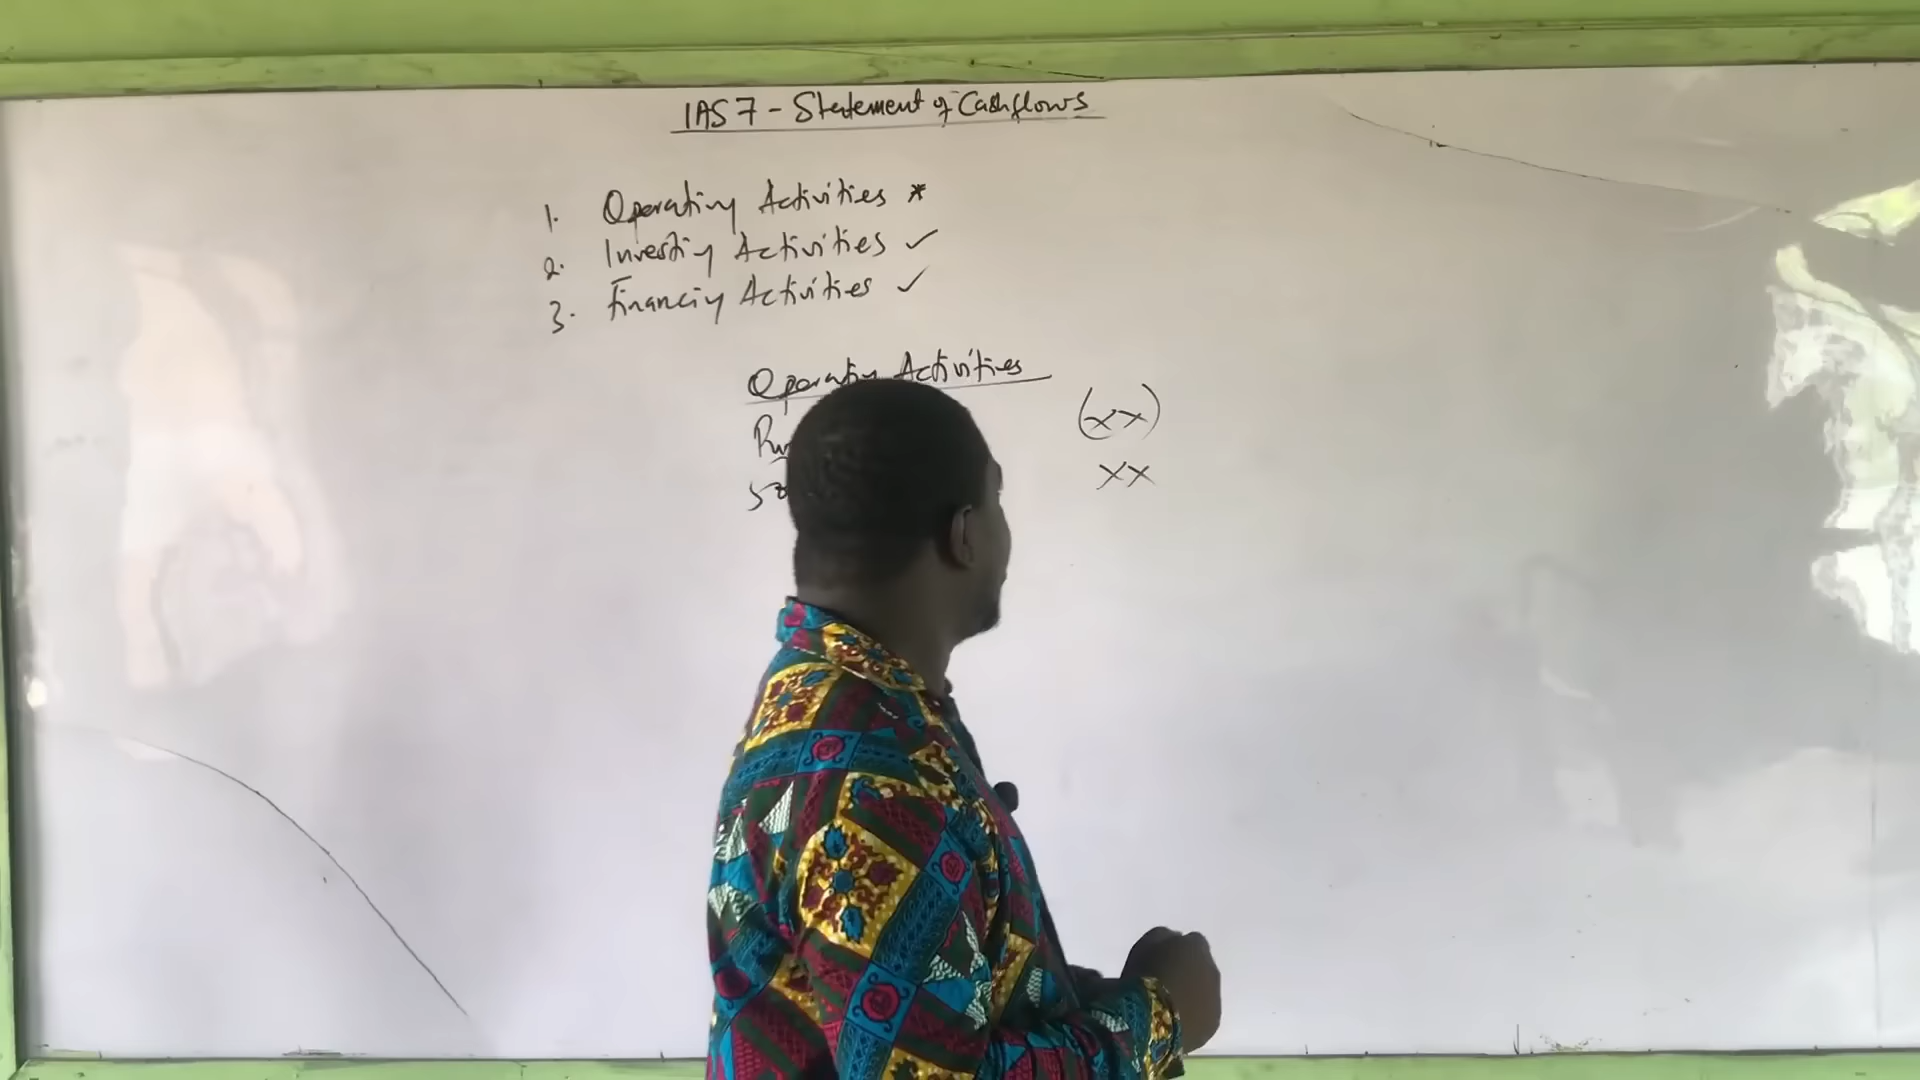 IAS 7 - Statement of Cashflows
1. Operating Activities *
2. Investing Activities ✓
3. Financing Activities ✓
Operating Activities
(xx)
xx